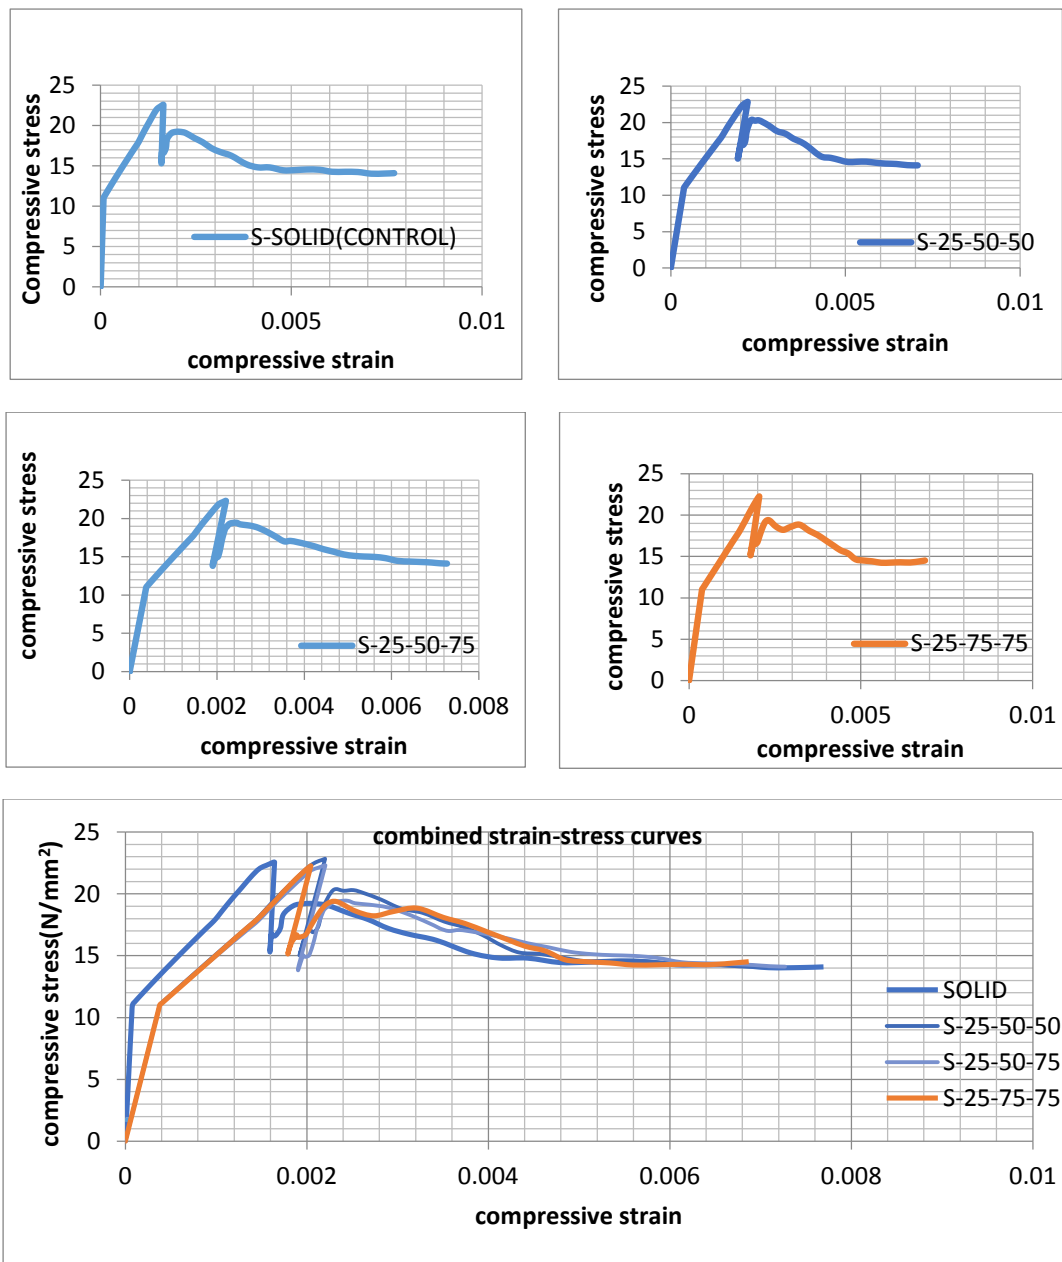 Compressive stress
25
20
15
10
5
0
S-SOLID(CONTROL)
0
0.005
0.01
compressive strain
compressive stress
25
20
15
10
5
0
S-25-50-50
0
0.005
0.01
compressive strain
compressive stress
25
20
15
10
5
0
S-25-50-75
0
0.002
0.004
0.006
0.008
compressive strain
compressive stress
25
20
15
10
5
0
S-25-75-75
0
0.005
0.01
compressive strain
combined strain-stress curves
compressive stress(N/mm²)
25
20
15
10
5
0
SOLID
S-25-50-50
S-25-50-75
S-25-75-75
0
0.002
0.004
0.006
0.008
0.01
compressive strain